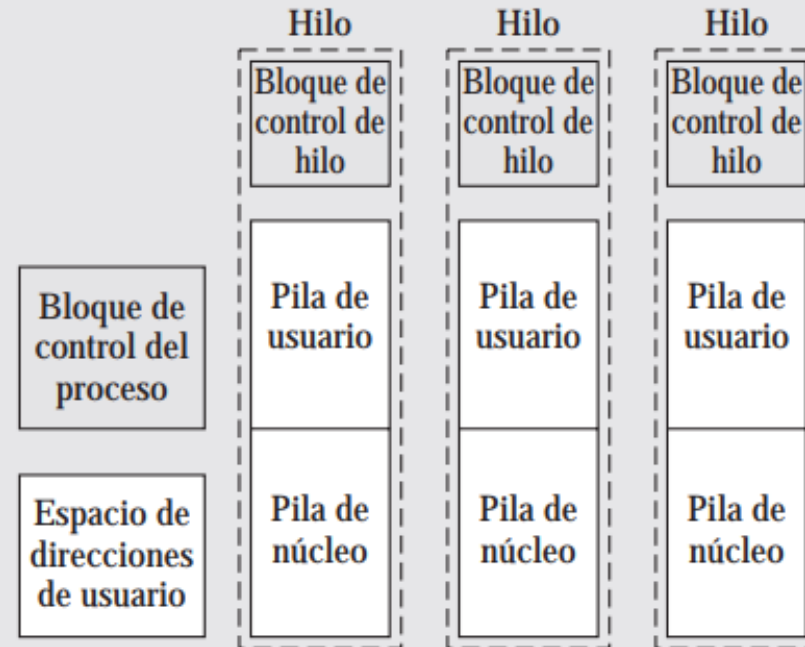 Hilo
Bloque de
control de
hilo
Pila de
usuario
Pila de
núcleo
Hilo
Bloque de
control de
hilo
Pila de
usuario
Pila de
núcleo
Hilo
Bloque de
control de
hilo
Pila de
usuario
Pila de
núcleo
Bloque de
control del
proceso
Espacio de
direcciones
de usuario